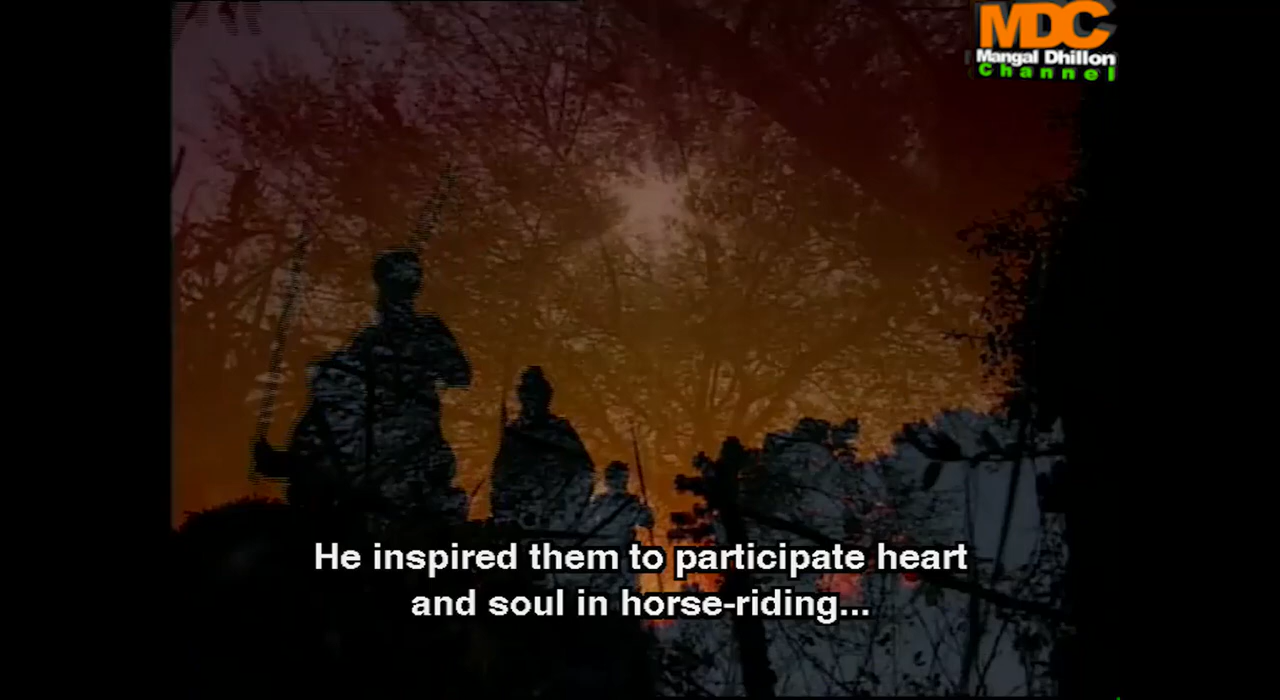 MDC
Mangal Dhillon
Channel
He inspired them to participate heart
and soul in horse-riding...